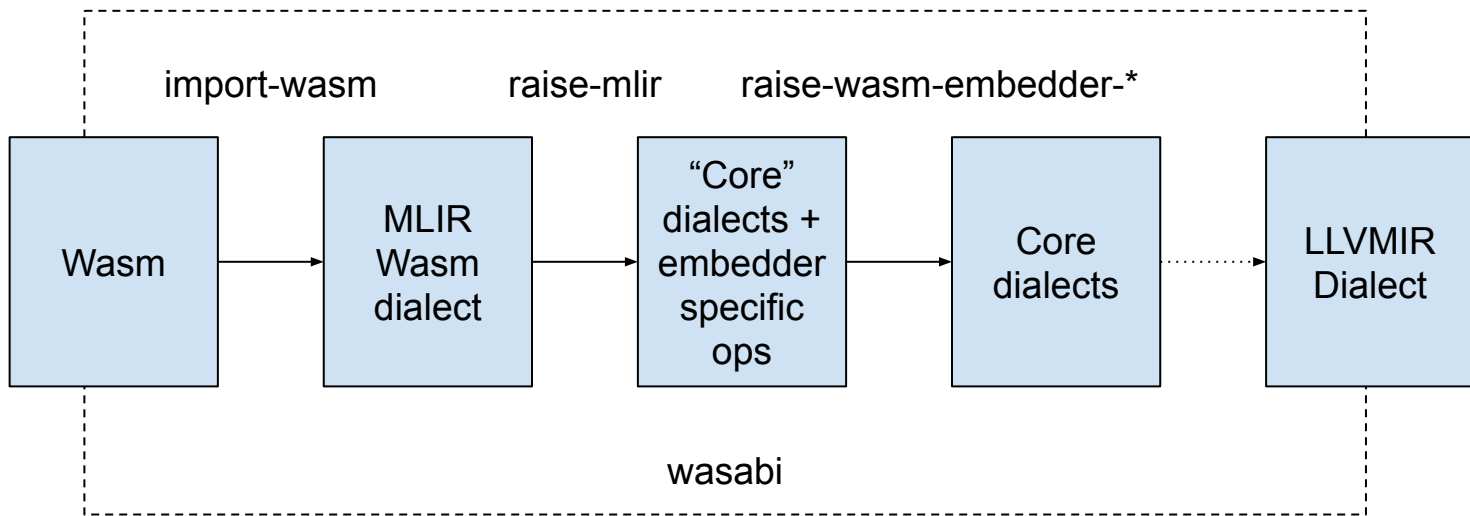 import-wasm
raise-mlir
raise-wasm-embedder-*
Wasm
MLIR
Wasm
dialect
“Core”
dialects +
embedder
specific
ops
Core
dialects
LLVMIR
Dialect
wasabi